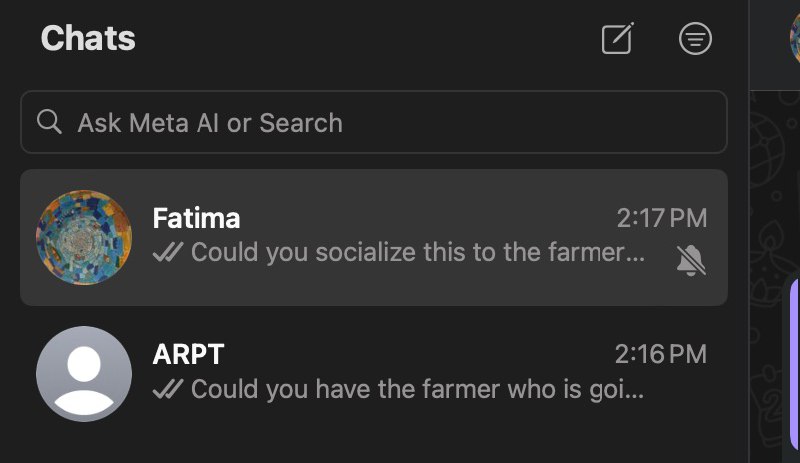 Chats
Ask Meta AI or Search
Fatima
2:17 PM
Could you socialize this to the farmer...
ARPT
2:16 PM
Could you have the farmer who is goi...